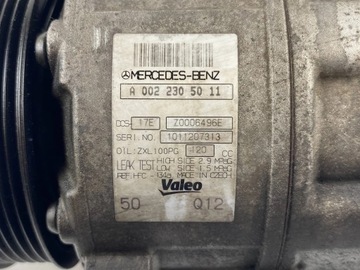 MERCEDES-BENZ
A 002 230 50 11
DCS-17E Z0006496E
SERI.NO. 1011207313
OIL:ZXL100PG 120 CC
LEAK TEST HIGH SIDE 2.9 MPaG
LOW SIDE 1.5 MPaG
REF HFC-134a MADE IN CZECH
Valeo
50 Q12